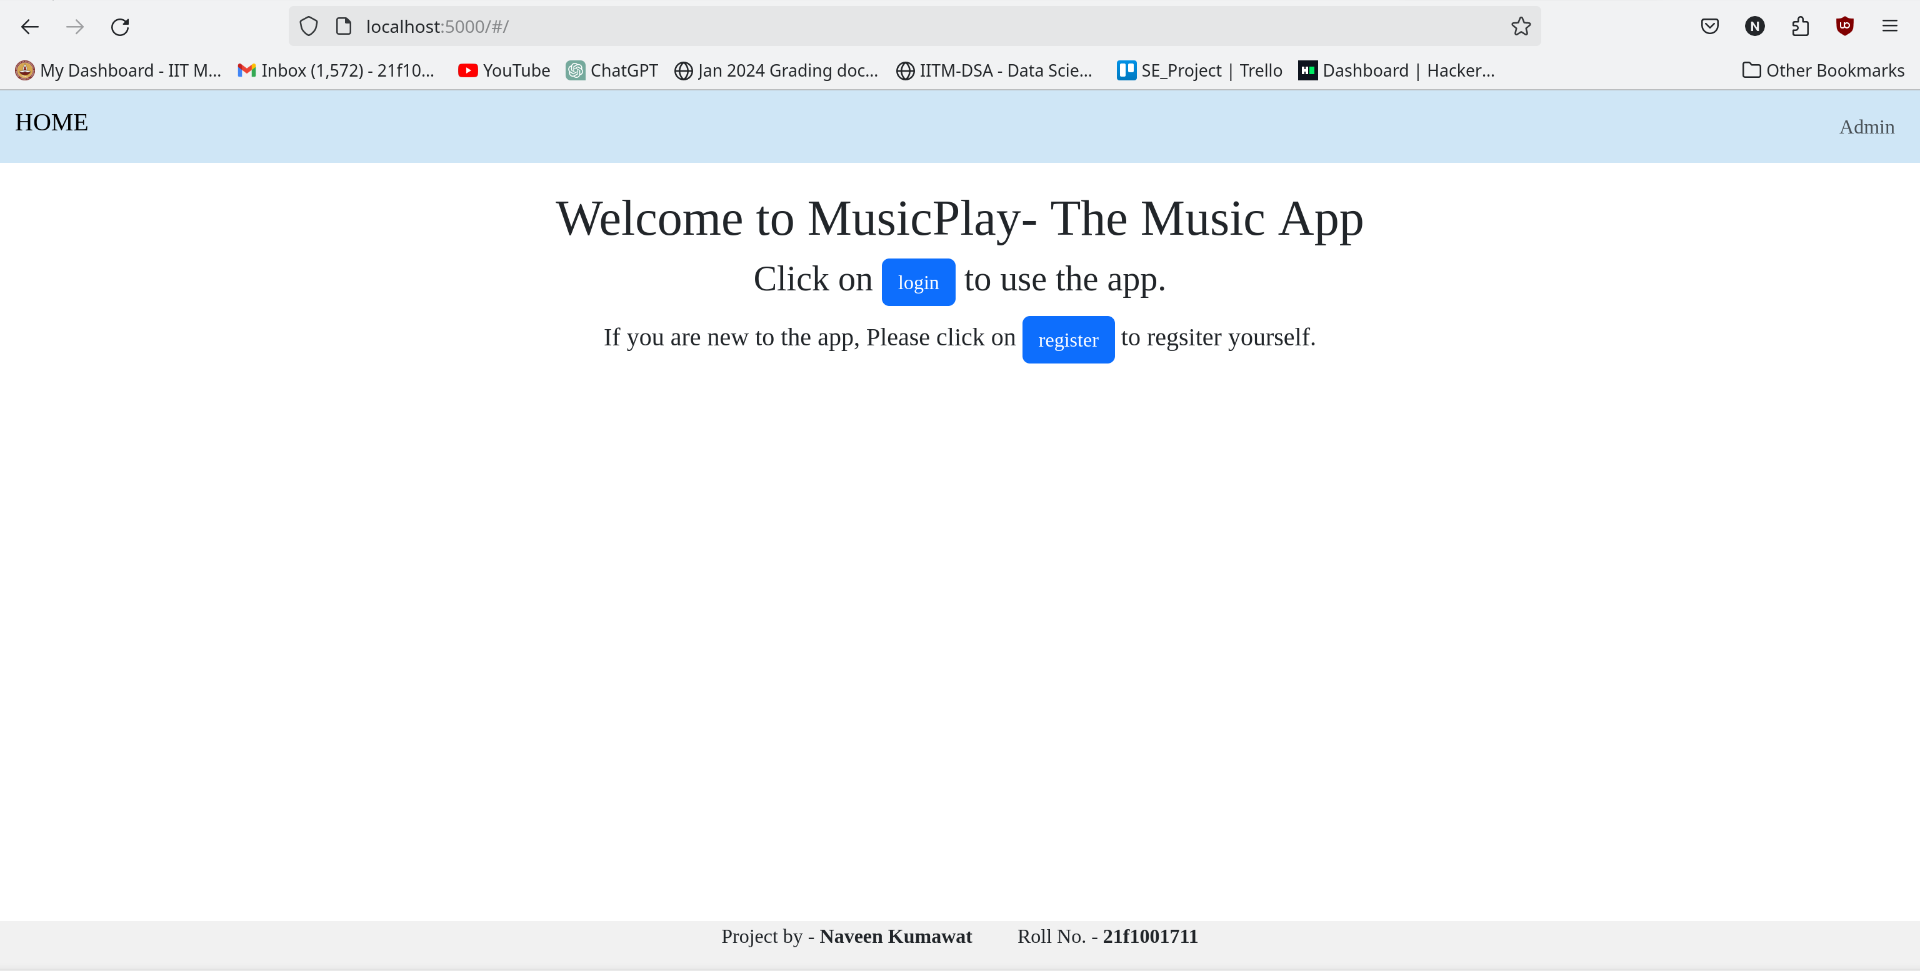 localhost:5000/#/
My Dashboard - IIT M... Inbox (1,572) - 21f10... YouTube ChatGPT Jan 2024 Grading doc... IITM-DSA - Data Scie... SE_Project | Trello Dashboard | Hacker... Other Bookmarks
HOME Admin
Welcome to MusicPlay- The Music App
Click on login to use the app.
If you are new to the app, Please click on register to regsiter yourself.
Project by - Naveen Kumawat Roll No. - 21f1001711